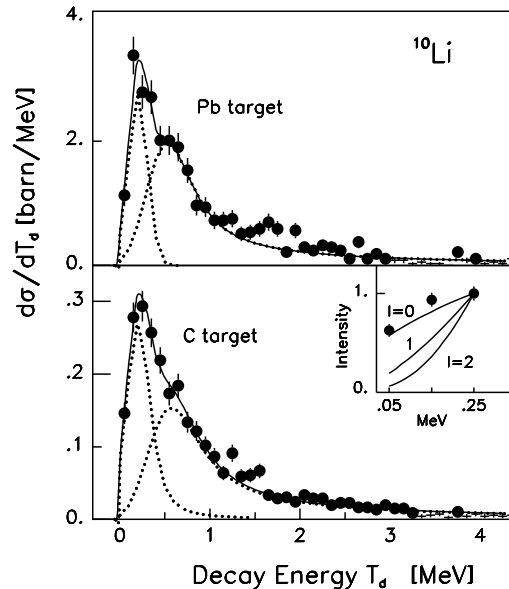 4.
¹⁰Li
Pb target
2.
0.
dσ/dT_d [barn/MeV]
.3
C target
.2
.1
0.
1.
Intensity
l=0
1
l=2
0.
.05
.25
MeV
0
1
2
3
4
Decay Energy T_d [MeV]